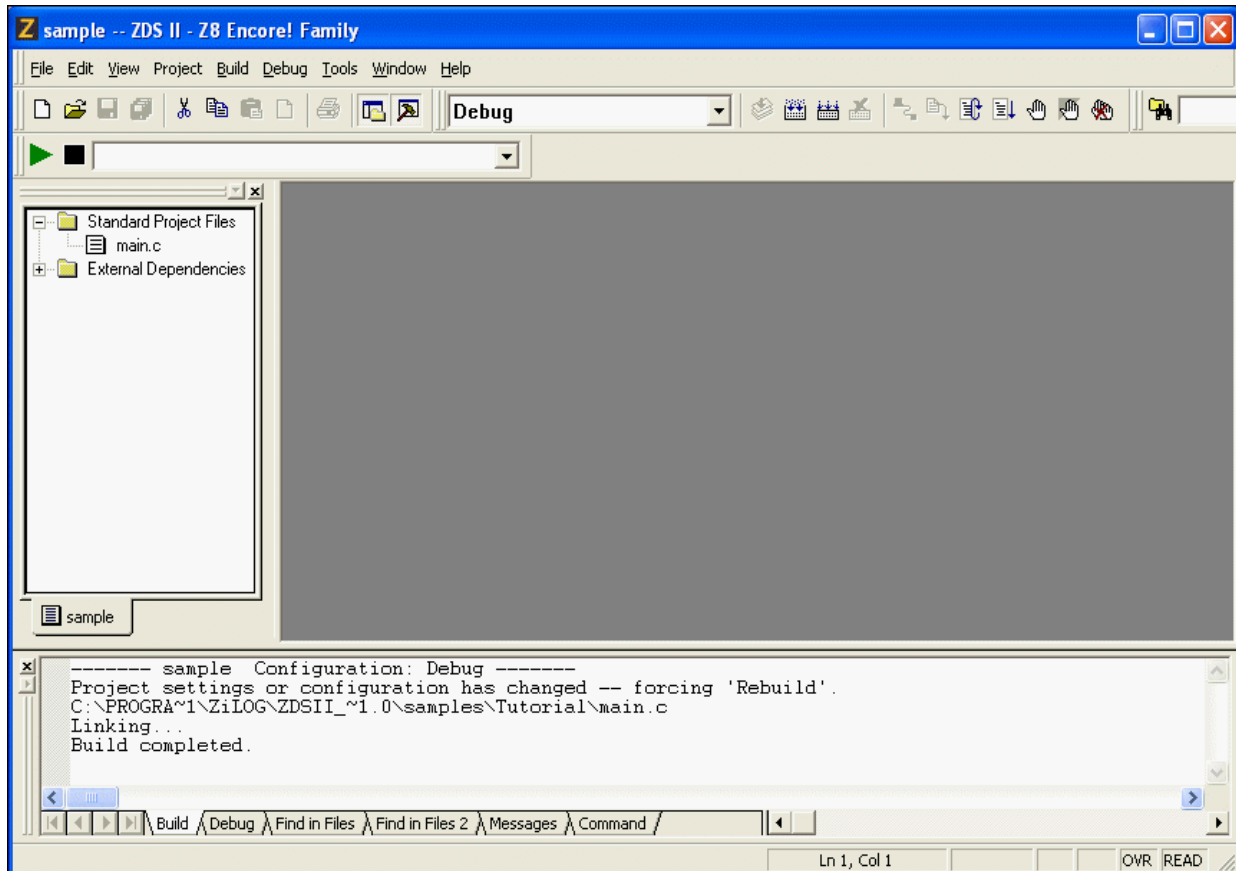 sample -- ZDS II - Z8 Encore! Family
File Edit View Project Build Debug Tools Window Help
Debug
Standard Project Files
main.c
External Dependencies
sample
------- sample  Configuration: Debug -------
Project settings or configuration has changed -- forcing 'Rebuild'.
C:\PROGRA~1\ZiLOG\ZDSII_~1.0\samples\Tutorial\main.c
Linking...
Build completed.
Build Debug Find in Files Find in Files 2 Messages Command
Ln 1, Col 1 OVR READ